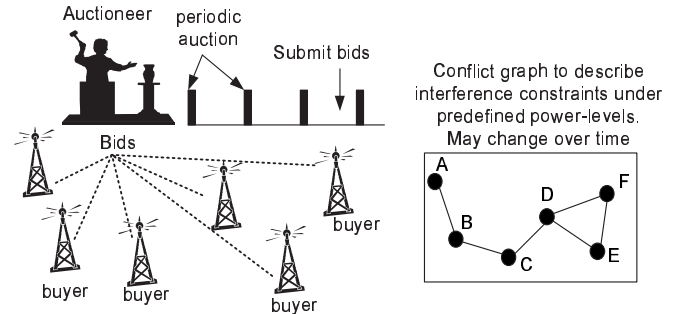 Auctioneer
periodic
auction
Submit bids
Bids
buyer
buyer
buyer
buyer
Conflict graph to describe
interference constraints under
predefined power-levels.
May change over time
A
B
C
D
F
E